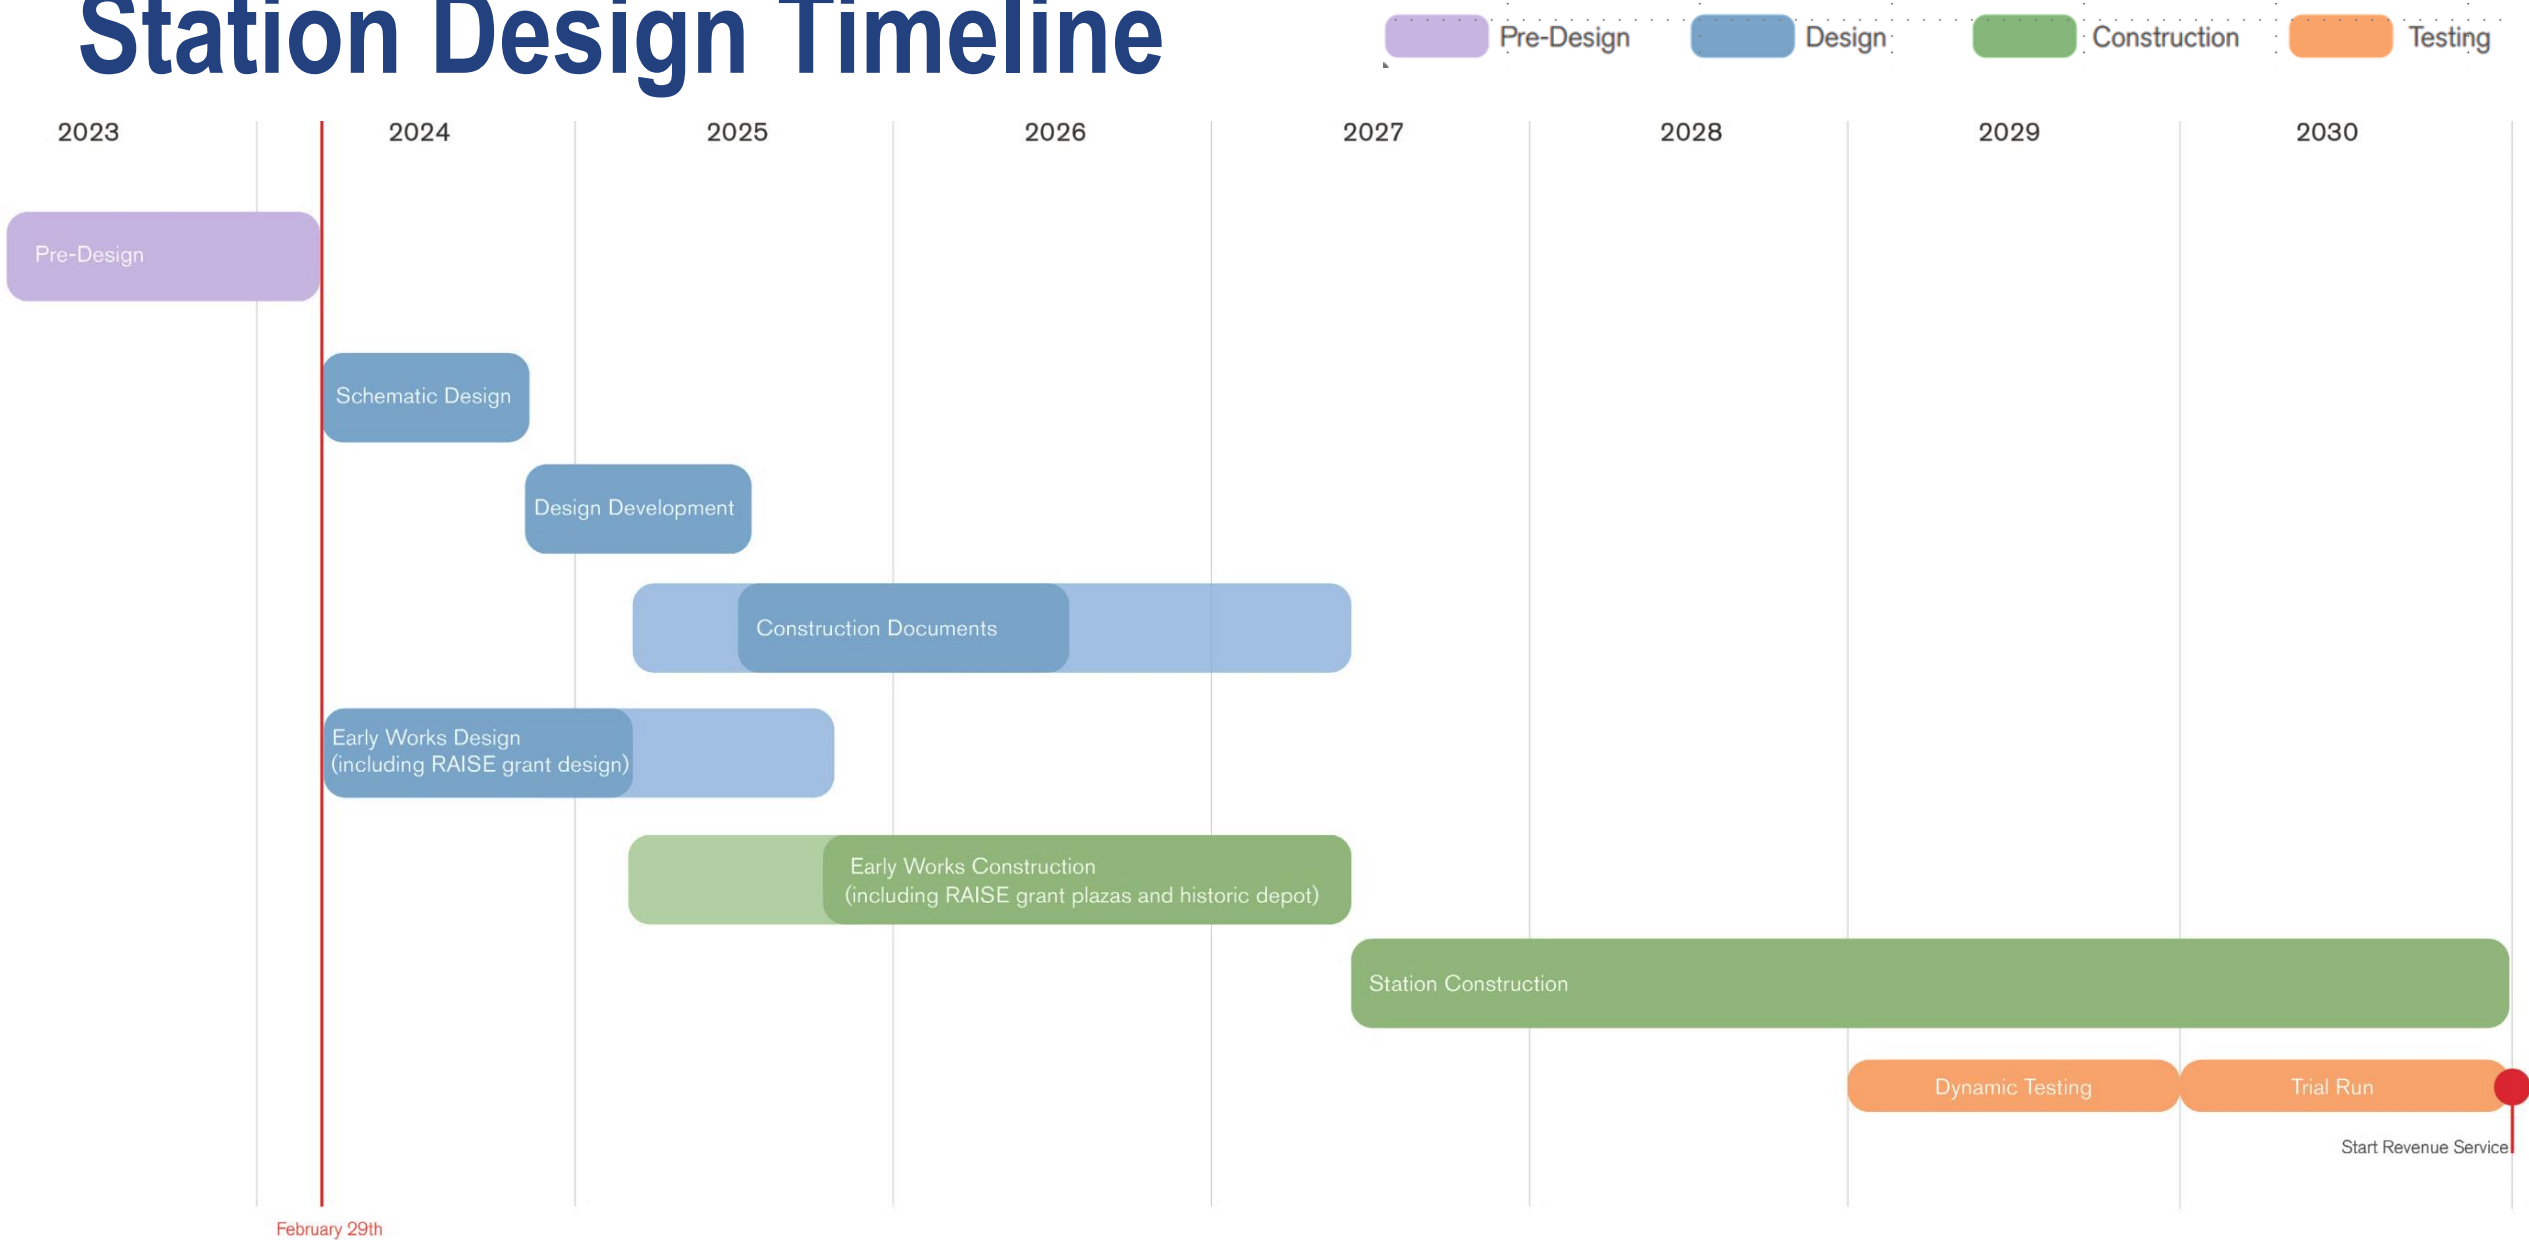 Station Design Timeline
Pre-Design
Design
Construction
Testing
2023
2024
2025
2026
2027
2028
2029
2030
Pre-Design
Schematic Design
Design Development
Construction Documents
Early Works Design
(including RAISE grant design)
Early Works Construction
(including RAISE grant plazas and historic depot)
Station Construction
Dynamic Testing
Trial Run
Start Revenue Service
February 29th